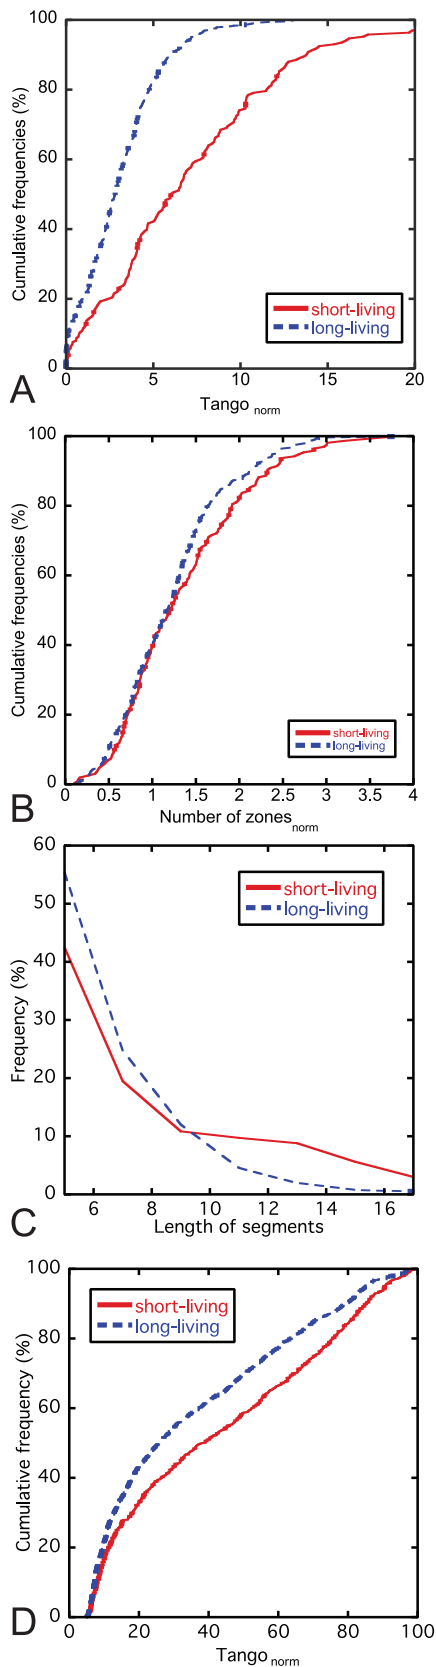 100
80
60
40
20
0
Cumulative frequencies (%)
short-living
long-living
0 5 10 15 20
A
Tango norm
100
80
60
40
20
0
Cumulative frequencies (%)
short-living
long-living
0 0.5 1 1.5 2 2.5 3 3.5 4
B
Number of zones norm
60
50
40
30
20
10
0
Frequency (%)
short-living
long-living
6 8 10 12 14 16
C
Length of segments
100
80
60
40
20
0
Cumulative frequency (%)
short-living
long-living
0 20 40 60 80 100
D
Tango norm